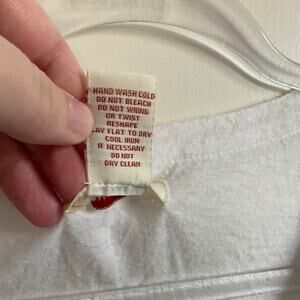 HAND WASH COLD
DO NOT BLEACH
DO NOT WRING
OR TWIST
RESHAPE
LAY FLAT TO DRY
COOL IRON
IF NECESSARY
DO NOT
DRY CLEAN